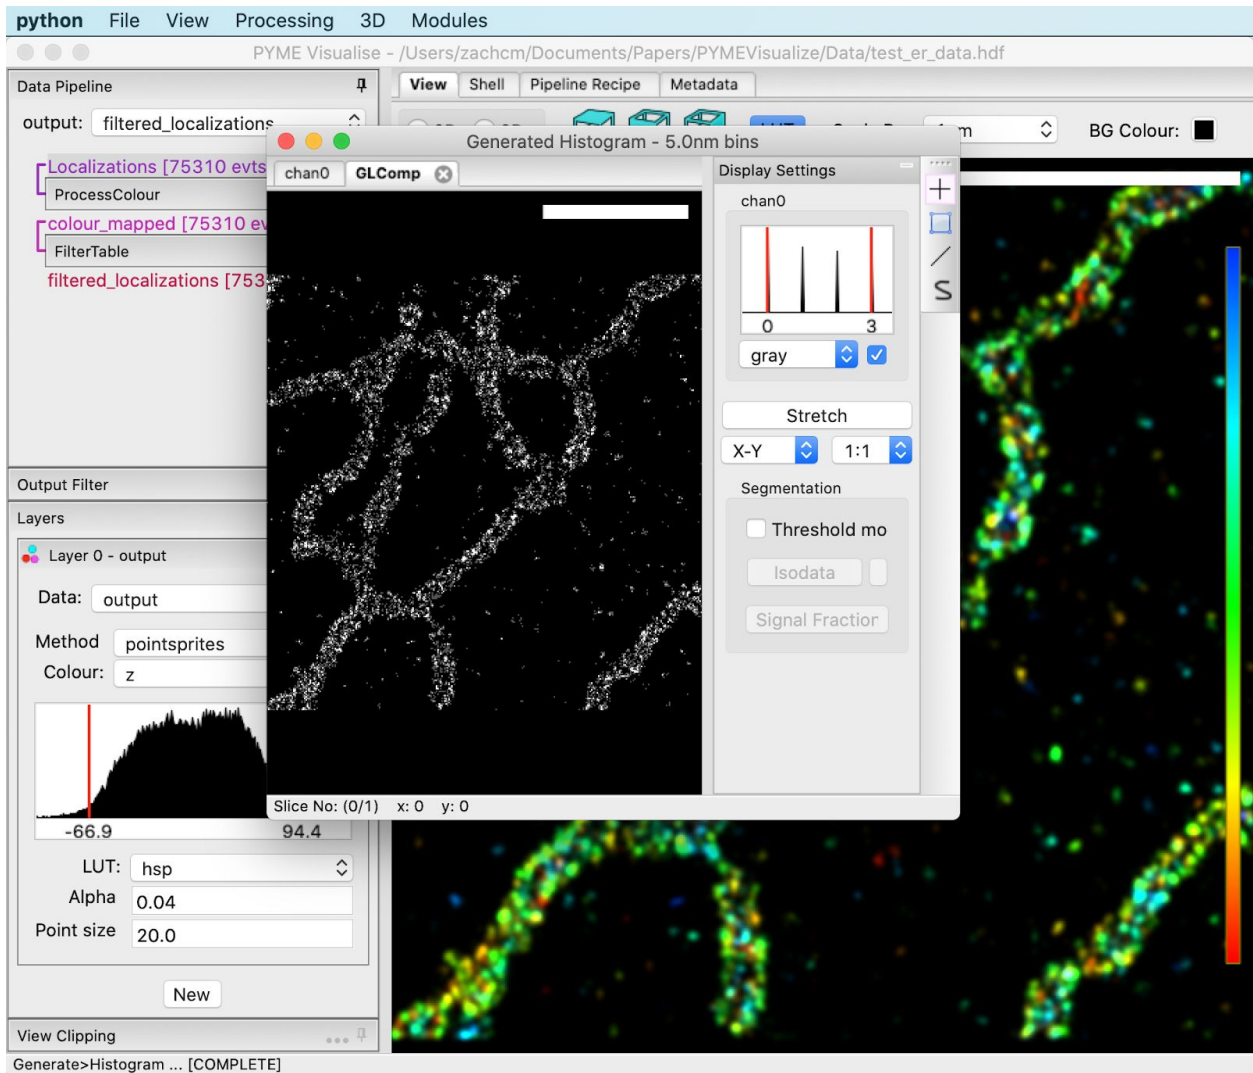 python File View Processing 3D Modules
PYME Visualise - /Users/zachcm/Documents/Papers/PYMEVisualize/Data/test_er_data.hdf
Data Pipeline
View Shell Pipeline Recipe Metadata
output: filtered_localizations
BG Colour:
Localizations [75310 evts
ProcessColour
colour_mapped [75310 ev
FilterTable
filtered_localizations [753
Generated Histogram - 5.0nm bins
chan0 GLComp
Display Settings
chan0
0 3
gray
Stretch
X-Y 1:1
Segmentation
Threshold mo
Isodata
Signal Fraction
Slice No: (0/1) x: 0 y: 0
Output Filter
Layers
Layer 0 - output
Data: output
Method pointsprites
Colour: z
-66.9 94.4
LUT: hsp
Alpha 0.04
Point size 20.0
New
View Clipping
Generate>Histogram ... [COMPLETE]